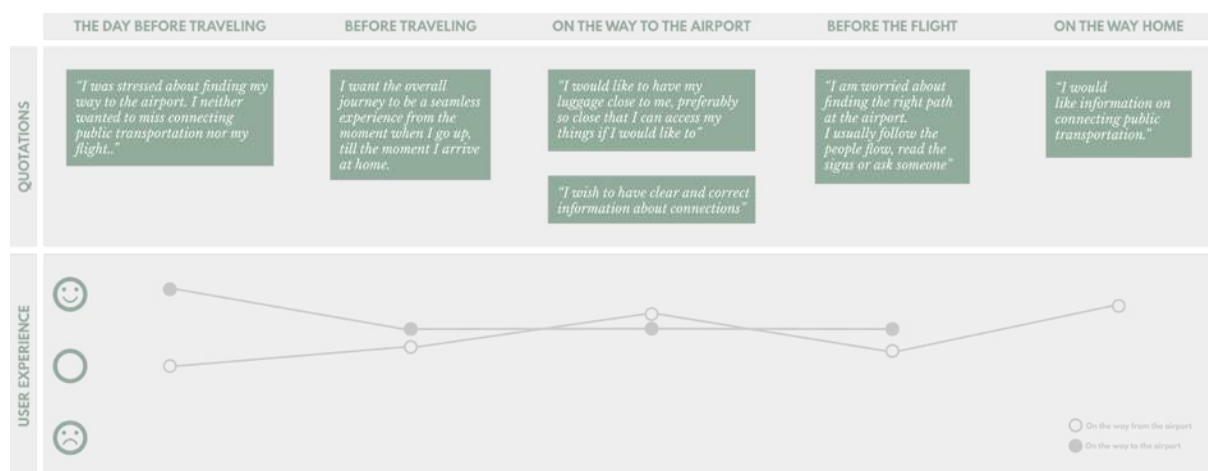 THE DAY BEFORE TRAVELING
BEFORE TRAVELING
ON THE WAY TO THE AIRPORT
BEFORE THE FLIGHT
ON THE WAY HOME
QUOTATIONS
"I was stressed about finding my
way to the airport. I neither
wanted to miss connecting
public transportation nor my
flight.."
I want the overall
journey to be a seamless
experience from the
moment when I go up,
till the moment I arrive
at home.
"I would like to have my
luggage close to me, preferably
so close that I can access my
things if I would like to"
"I wish to have clear and correct
information about connections"
"I am worried about
finding the right path
at the airport.
I usually follow the
people flow, read the
signs or ask someone"
"I would
like information on
connecting public
transportation."
USER EXPERIENCE
On the way from the airport
On the way to the airport